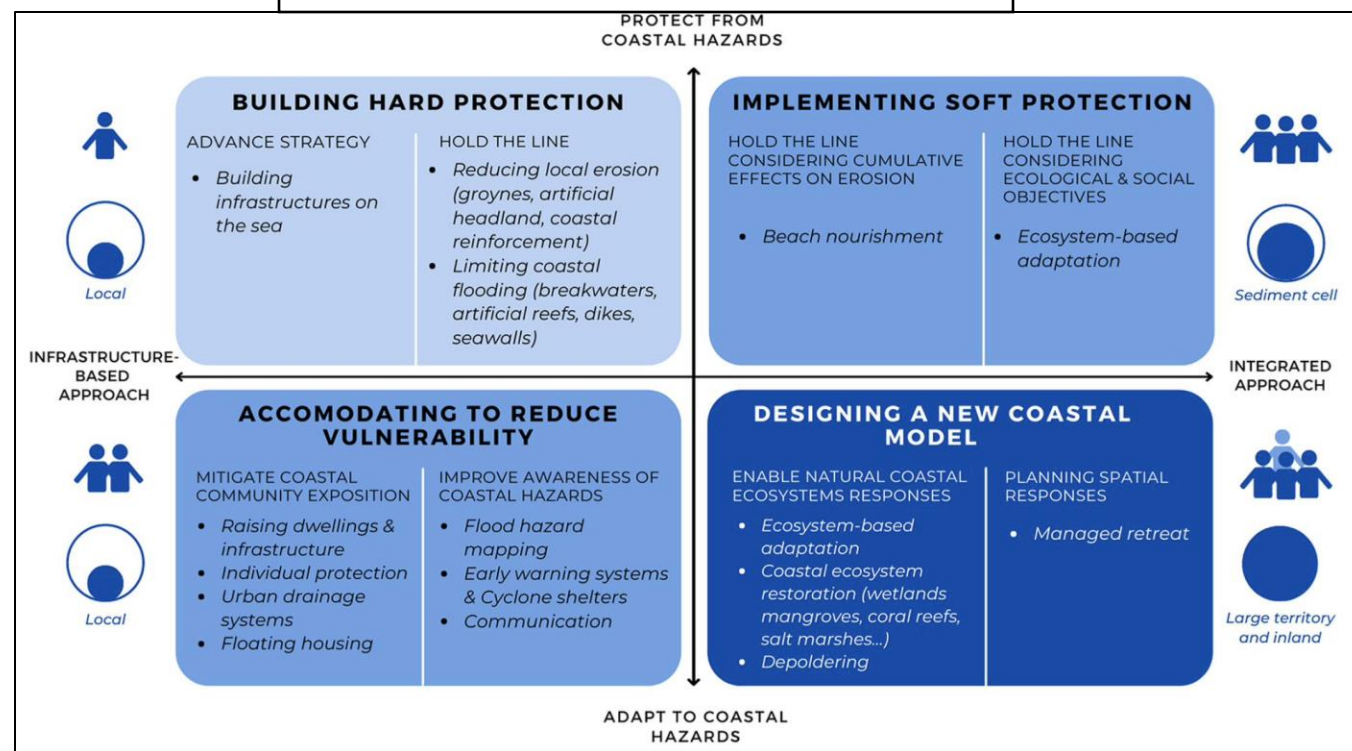 PROTECT FROM
COASTAL HAZARDS
BUILDING HARD PROTECTION
ADVANCE STRATEGY
• Building
infrastructures on
the sea
HOLD THE LINE
• Reducing local erosion
(groynes, artificial
headland, coastal
reinforcement)
• Limiting coastal
flooding (breakwaters,
artificial reefs, dikes,
seawalls)
Local
IMPLEMENTING SOFT PROTECTION
HOLD THE LINE
CONSIDERING CUMULATIVE
EFFECTS ON EROSION
• Beach nourishment
HOLD THE LINE
CONSIDERING
ECOLOGICAL & SOCIAL
OBJECTIVES
• Ecosystem-based
adaptation
Sediment cell
INFRASTRUCTURE-
BASED
APPROACH
INTEGRATED
APPROACH
ACCOMODATING TO REDUCE
VULNERABILITY
MITIGATE COASTAL
COMMUNITY EXPOSITION
• Raising dwellings &
infrastructure
• Individual protection
• Urban drainage
systems
• Floating housing
IMPROVE AWARENESS OF
COASTAL HAZARDS
• Flood hazard
mapping
• Early warning systems
& Cyclone shelters
• Communication
Local
DESIGNING A NEW COASTAL
MODEL
ENABLE NATURAL COASTAL
ECOSYSTEMS RESPONSES
• Ecosystem-based
adaptation
• Coastal ecosystem
restoration (wetlands
mangroves, coral reefs,
salt marshes...)
• Depoldering
PLANNING SPATIAL
RESPONSES
• Managed retreat
Large territory
and inland
ADAPT TO COASTAL
HAZARDS